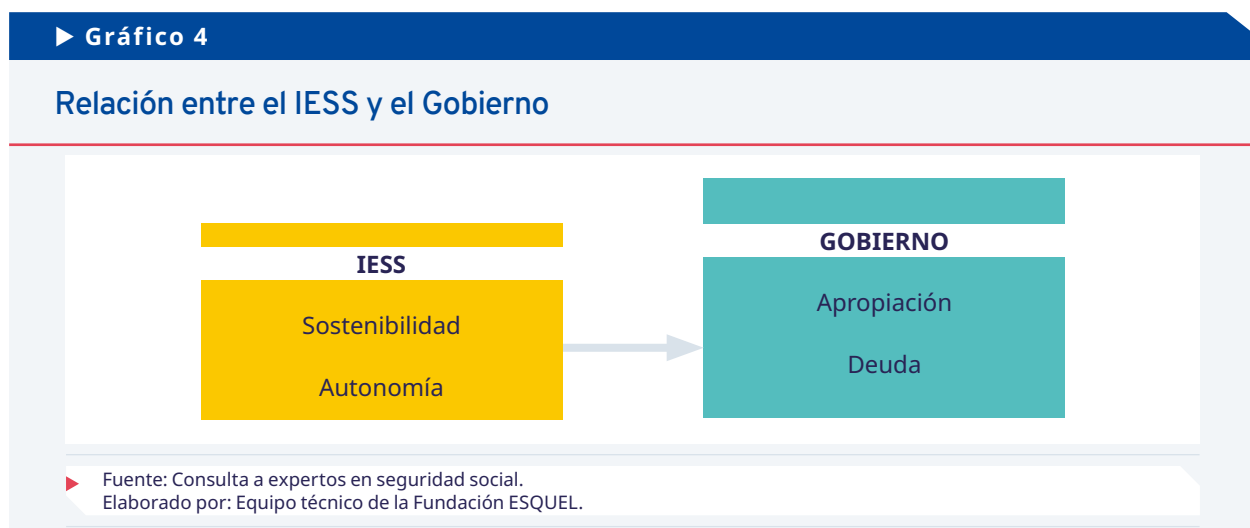 Gráfico 4
Relación entre el IESS y el Gobierno
IESS
Sostenibilidad
Autonomía
GOBIERNO
Apropiación
Deuda
Fuente: Consulta a expertos en seguridad social.
Elaborado por: Equipo técnico de la Fundación ESQUEL.